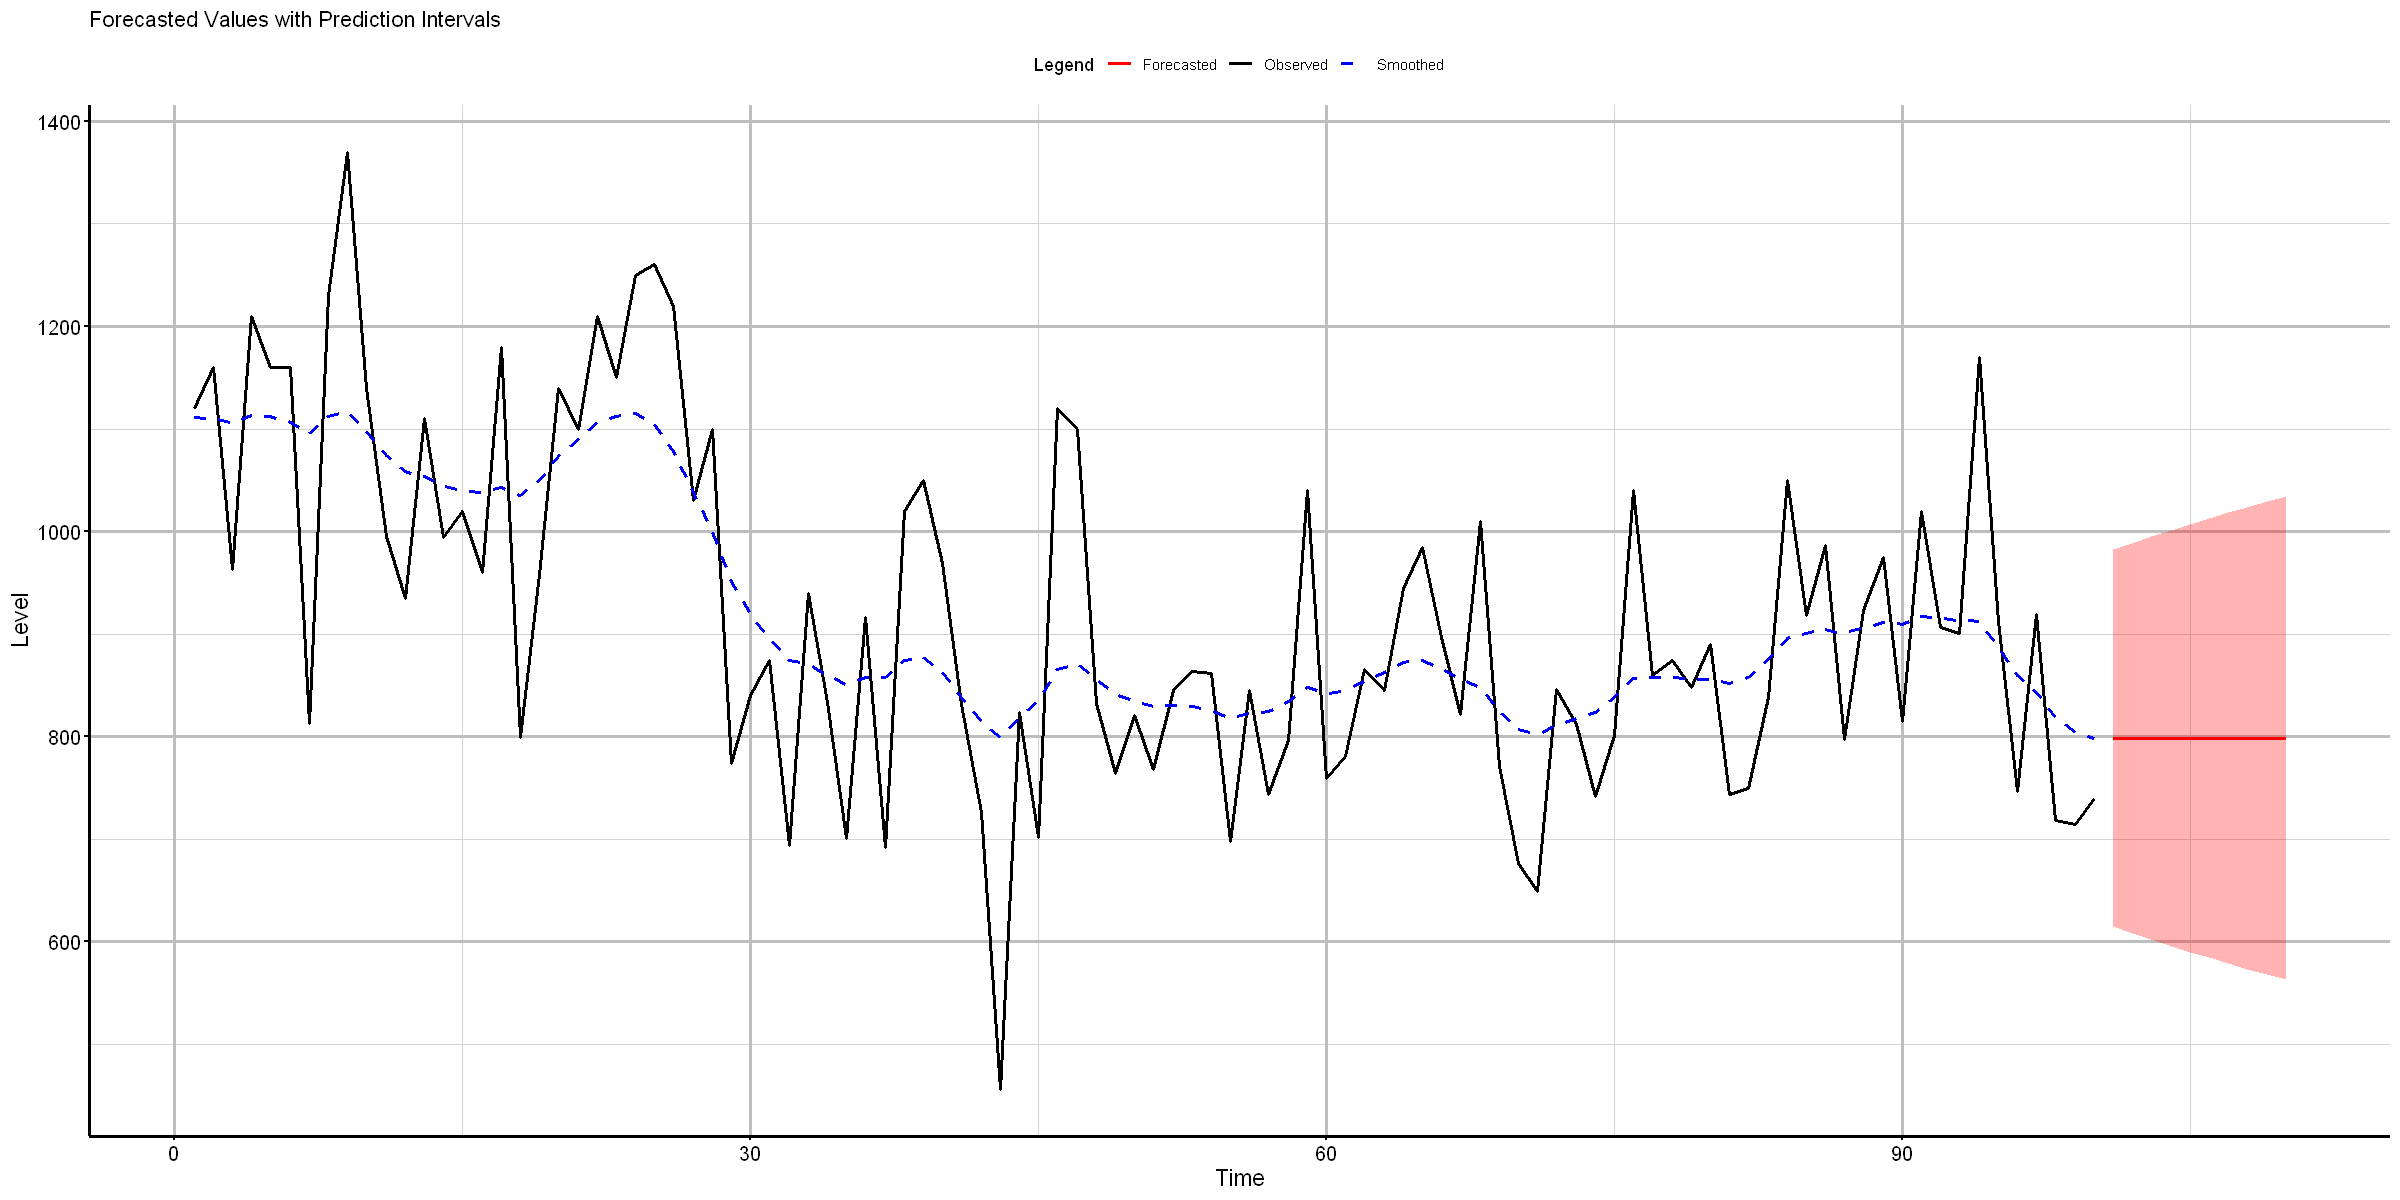 Forecasted Values with Prediction Intervals
Legend Forecasted Observed Smoothed
1400
1200
1000
800
600
Level
0 30 60 90
Time